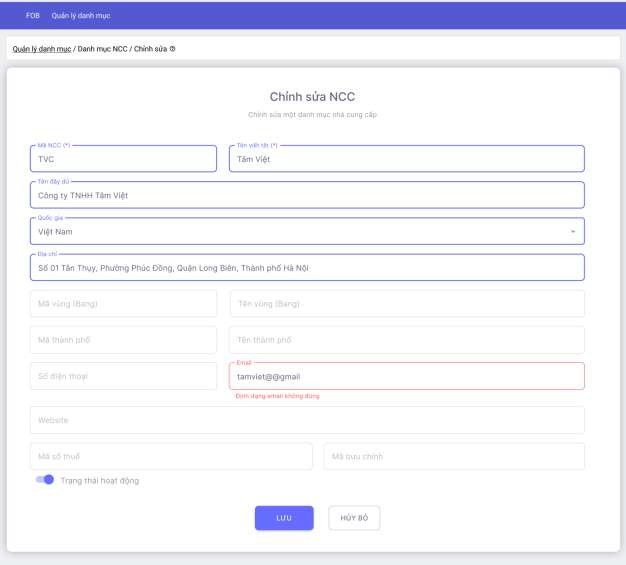 FOB Quản lý danh mục
Quản lý danh mục / Danh mục NCC / Chỉnh sửa
Chỉnh sửa NCC
Chỉnh sửa một danh mục nhà cung cấp
Mã NCC (*) Tên viết tắt (*)
TVC Tâm Việt
Tên đầy đủ
Công ty TNHH Tâm Việt
Quốc gia
Việt Nam
Địa chỉ
Số 01 Tân Thụy, Phường Phúc Đồng, Quận Long Biên, Thành phố Hà Nội
Mã vùng (Bang) Tên vùng (Bang)
Mã thành phố Tên thành phố
Email
Số điện thoại tamviet@@gmail
Định dạng email không đúng
Website
Mã số thuế Mã bưu chính
Trạng thái hoạt động
LƯU HỦY BỎ